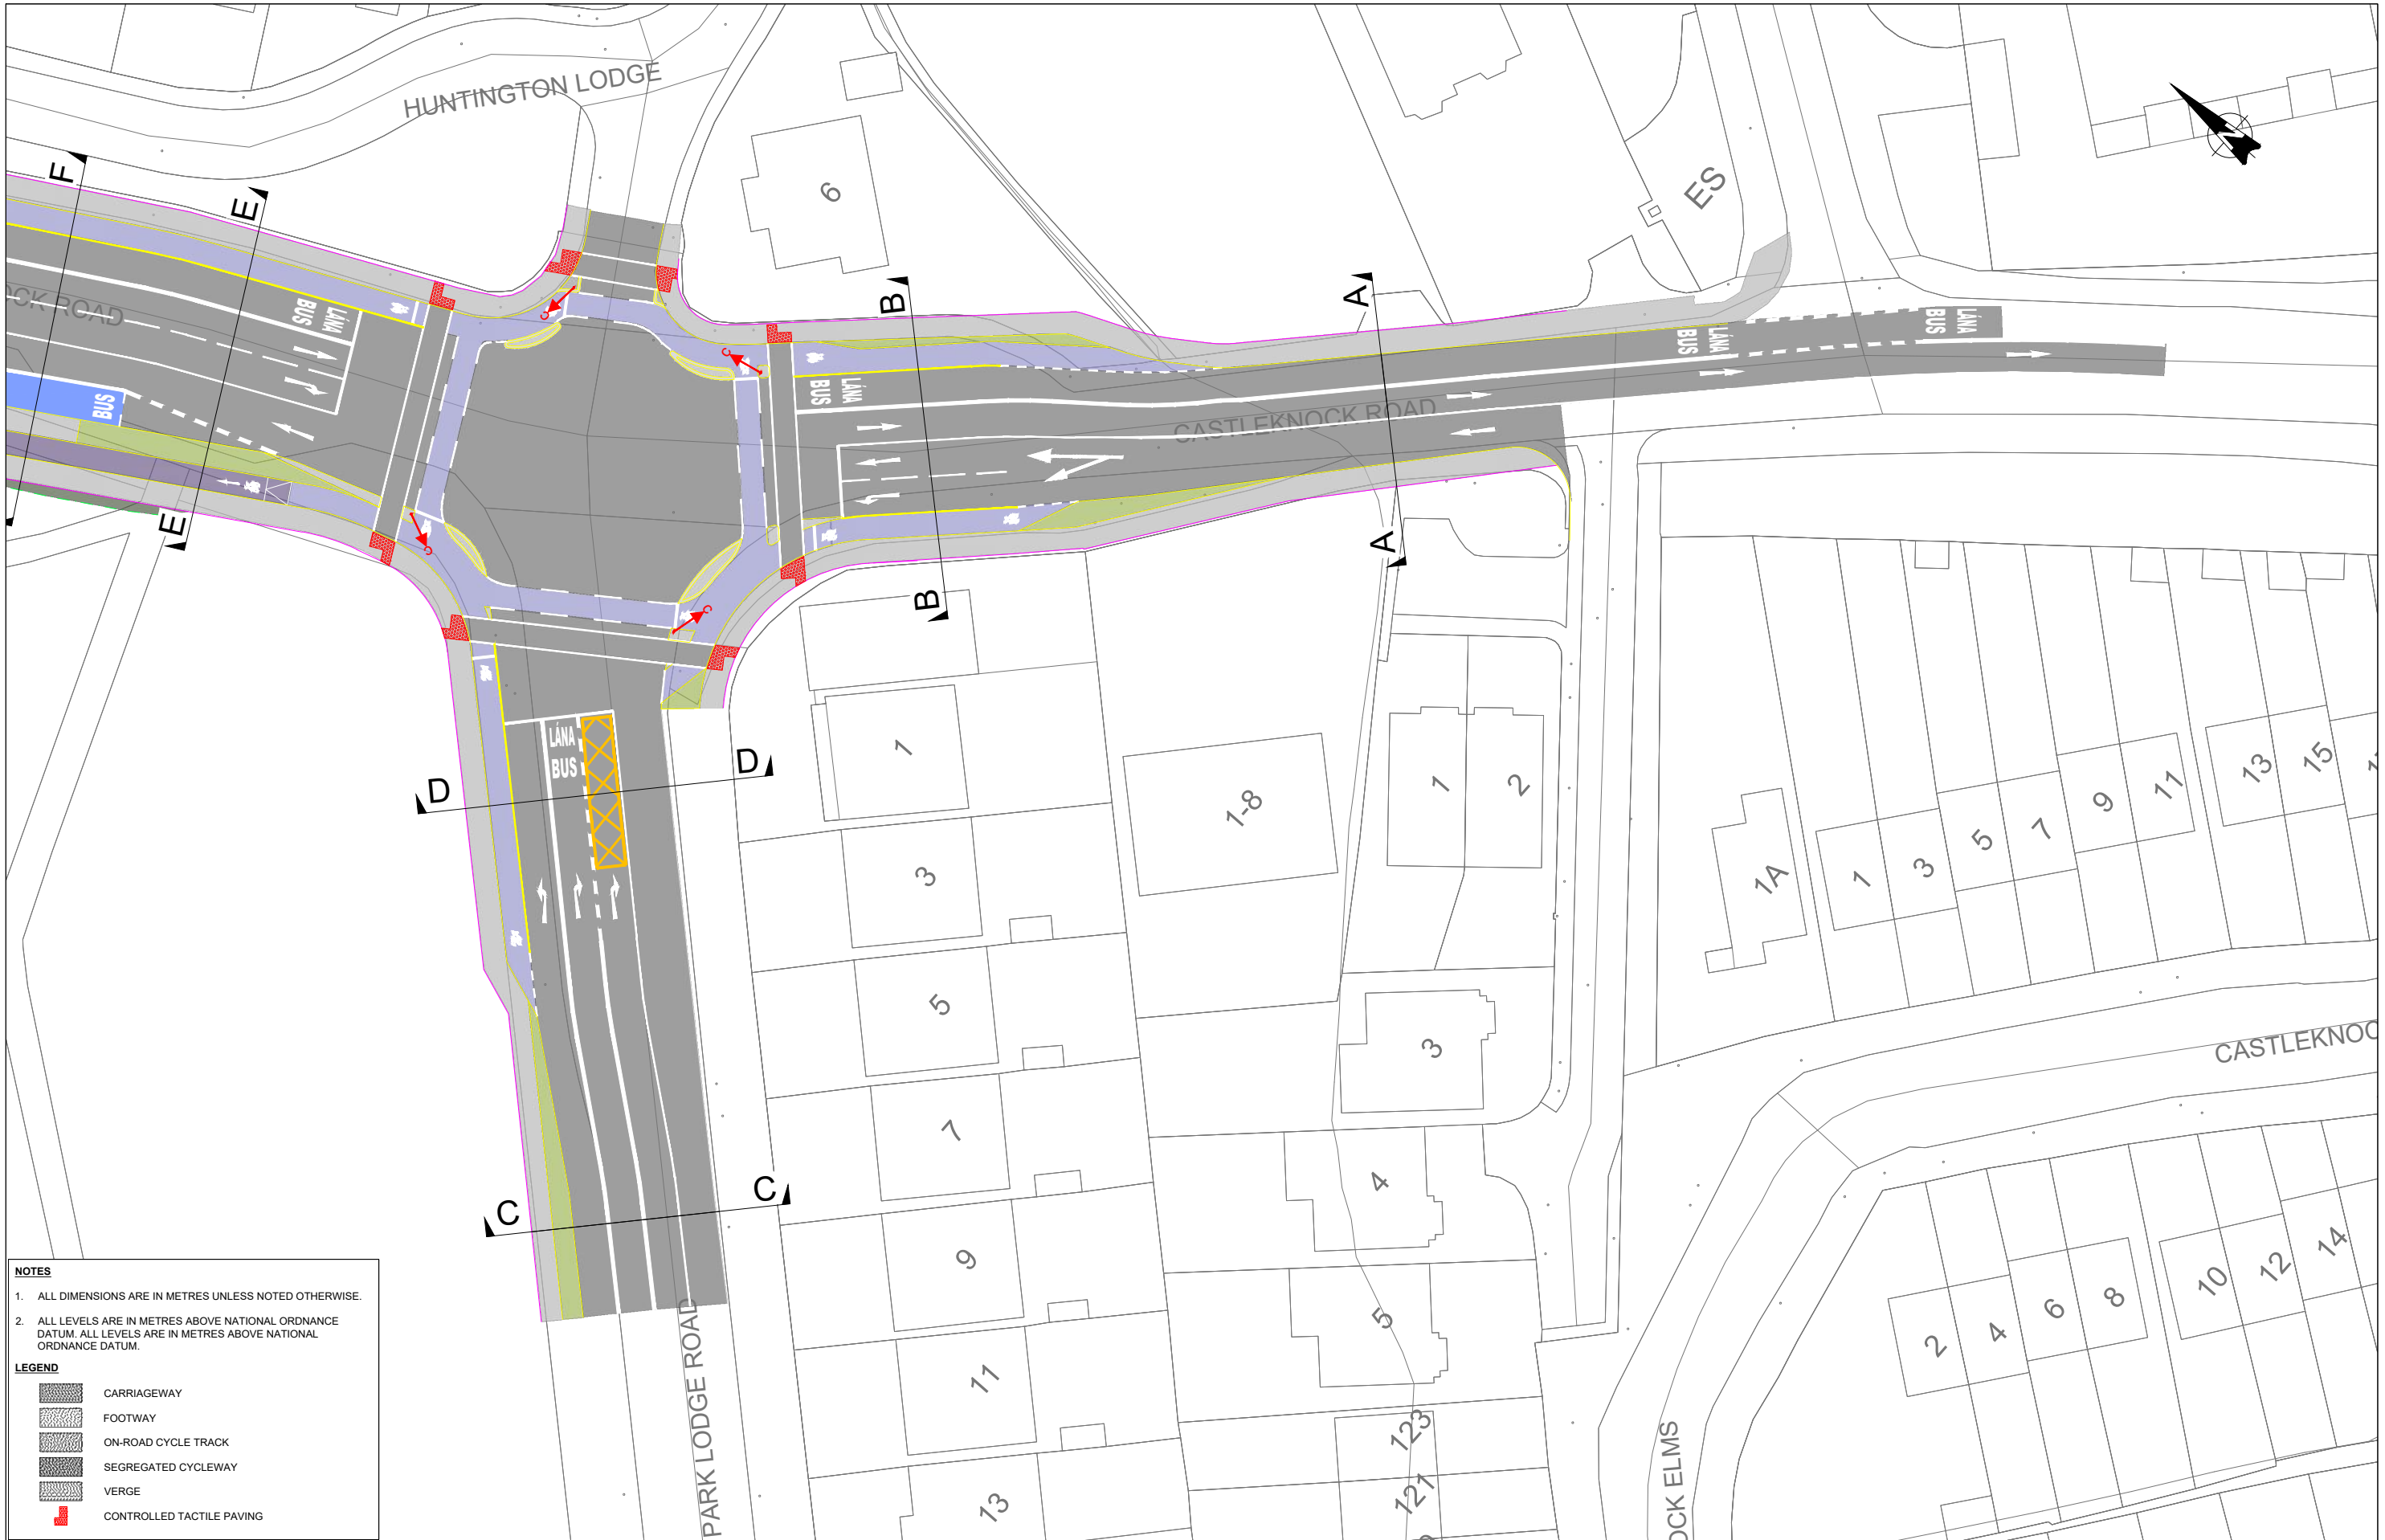 HUNTINGTON LODGE
F
E
6
ES
N
B
A
OCK ROAD
LÁNA
BUS
BUS
LÁNA
BUS
LÁNA
BUS
LÁNA
BUS
CASTLEKNOCK ROAD
C
C
C
C
E
B
A
LÁNA
BUS
D
D
1
3
5
7
9
11
13
1-8
1
2
3
4
5
123
121
1A
1
3
5
7
9
11
13
15
CASTLEKNOC
2
4
6
8
10
12
14
OCK ELMS
C
C
PARK LODGE ROAD
NOTES
1. ALL DIMENSIONS ARE IN METRES UNLESS NOTED OTHERWISE.
2. ALL LEVELS ARE IN METRES ABOVE NATIONAL ORDNANCE
DATUM. ALL LEVELS ARE IN METRES ABOVE NATIONAL
ORDNANCE DATUM.
LEGEND
CARRIAGEWAY
FOOTWAY
ON-ROAD CYCLE TRACK
SEGREGATED CYCLEWAY
VERGE
CONTROLLED TACTILE PAVING